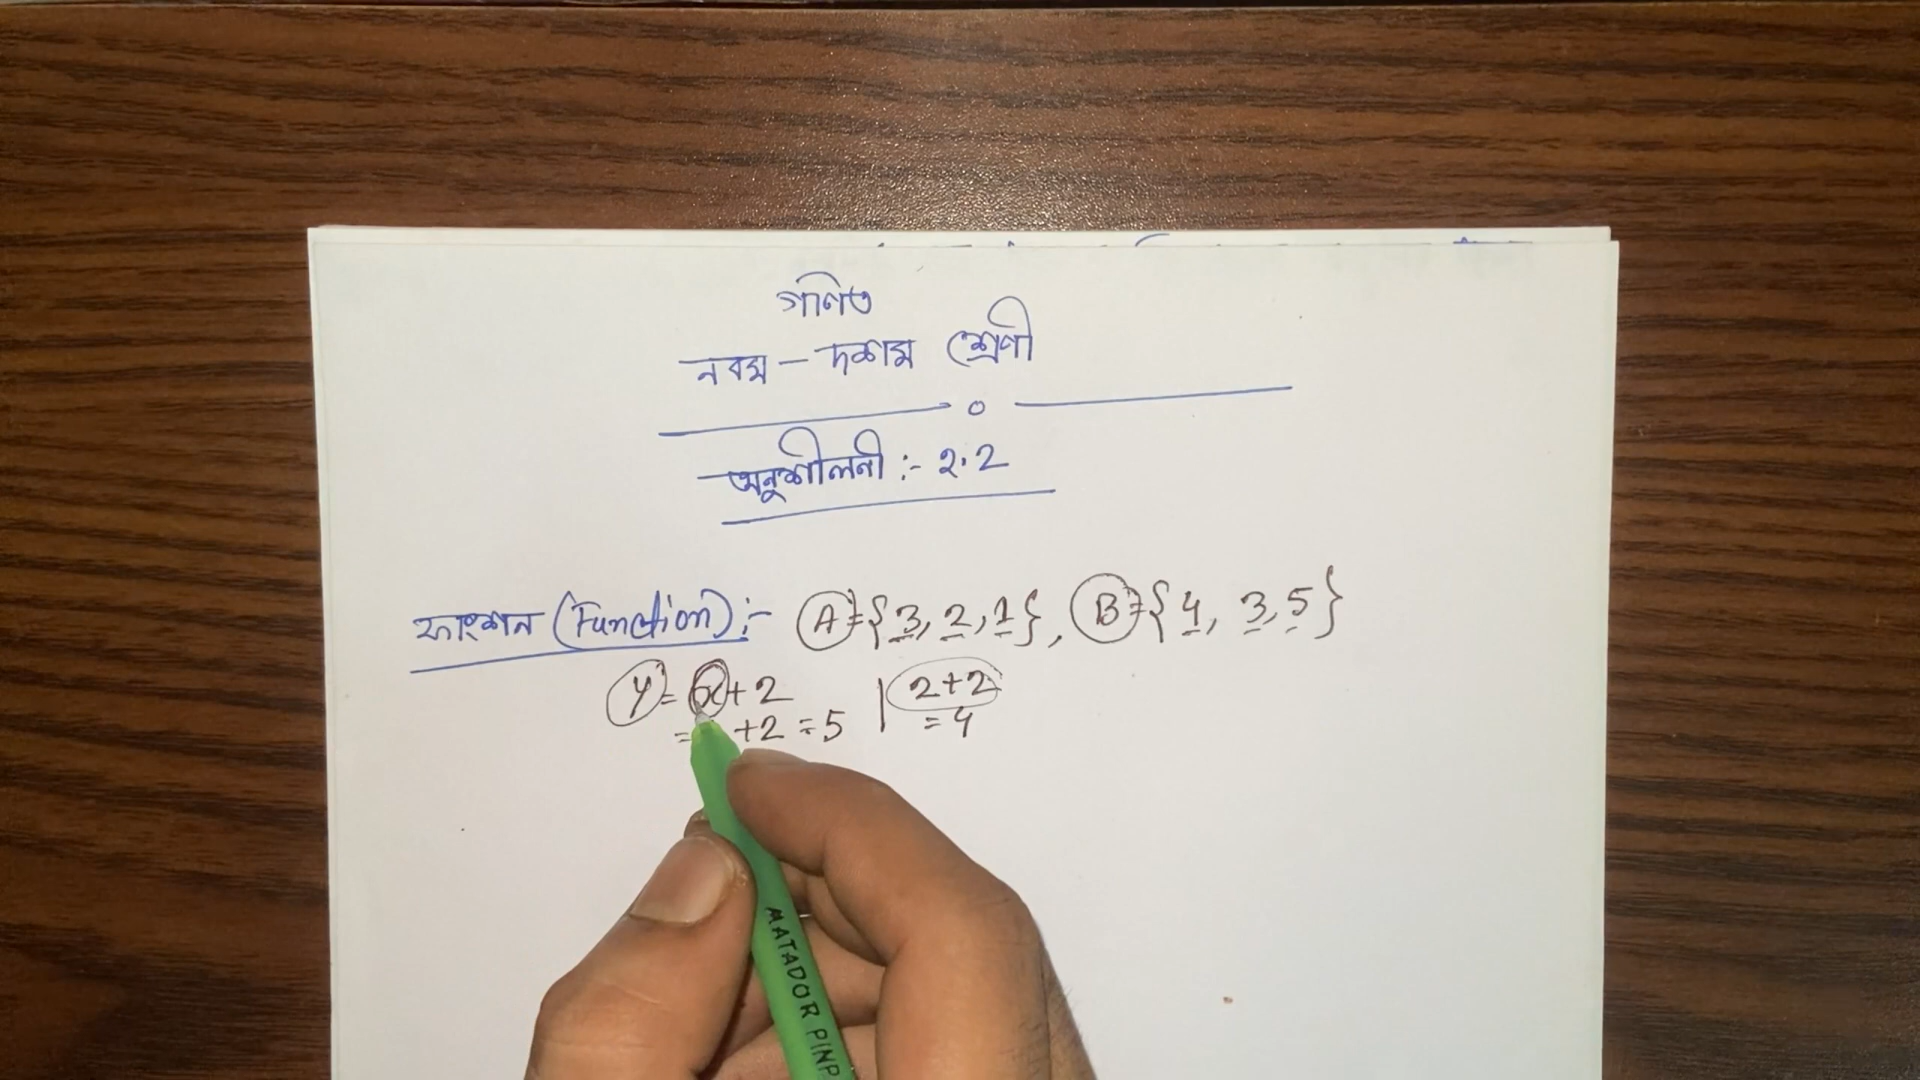 গণিত
নবম - দশম শ্রেণী
অনুশীলনী :- ২.2
ফাংশন (Function) :- A = {3, 2, 1}, B = {4, 3, 5}
y = x + 2 | 2+2
= +2 = 5 = 4
MATADOR PINP